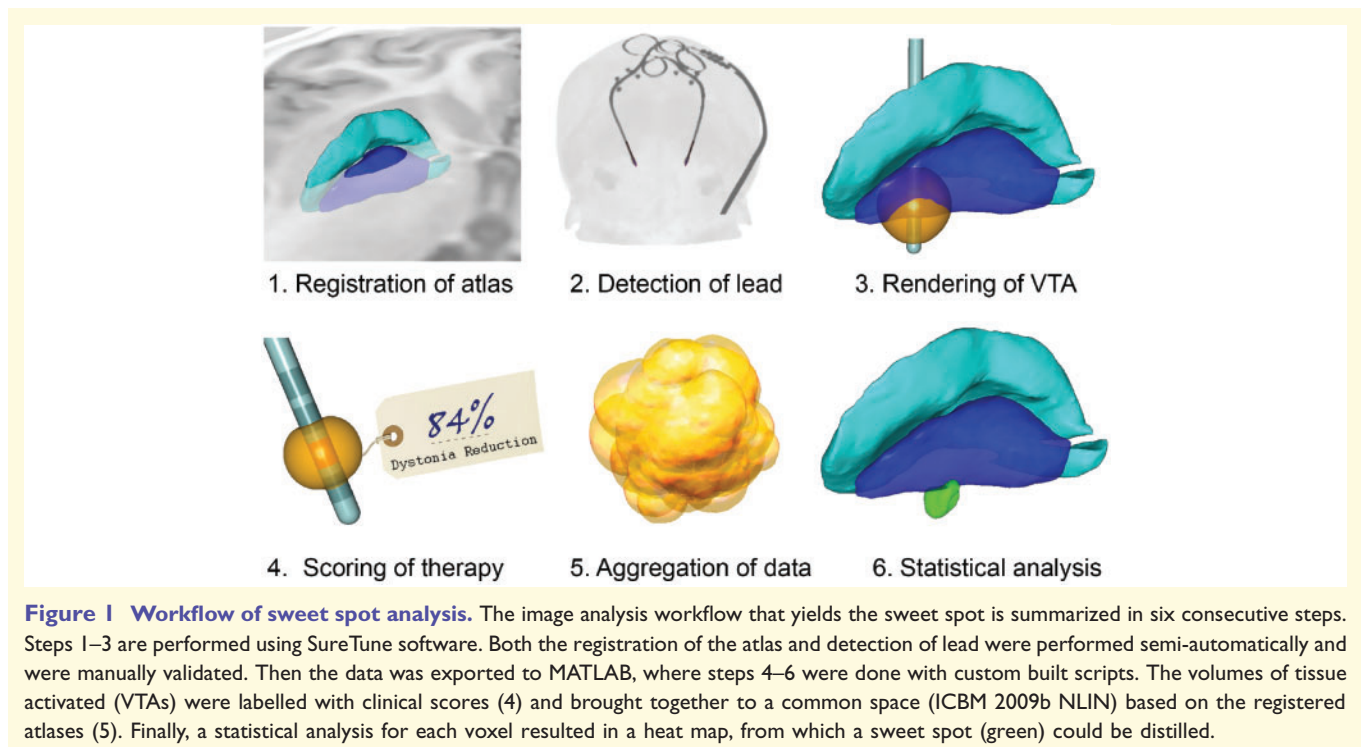 1. Registration of atlas
2. Detection of lead
3. Rendering of VTA
84%
Dystonia Reduction
4. Scoring of therapy
5. Aggregation of data
6. Statistical analysis
Figure 1 Workflow of sweet spot analysis. The image analysis workflow that yields the sweet spot is summarized in six consecutive steps.
Steps 1–3 are performed using SureTune software. Both the registration of the atlas and detection of lead were performed semi-automatically and
were manually validated. Then the data was exported to MATLAB, where steps 4–6 were done with custom built scripts. The volumes of tissue
activated (VTAs) were labelled with clinical scores (4) and brought together to a common space (ICBM 2009b NLIN) based on the registered
atlases (5). Finally, a statistical analysis for each voxel resulted in a heat map, from which a sweet spot (green) could be distilled.